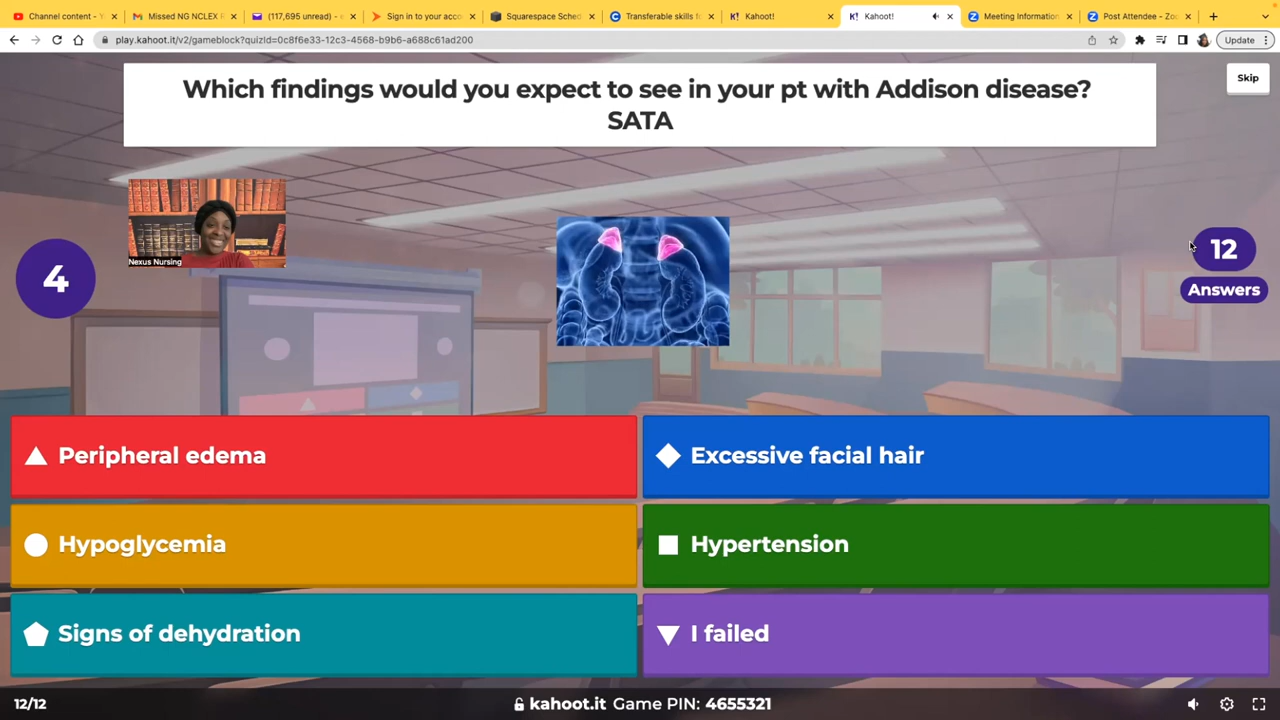 Channel content - Y
Missed NG NCLEX R
(117,695 unread) - e
Sign in to your acco
Squarespace Sched
Transferable skills fo
Kahoot!
Kahoot!
Meeting Information
Post Attendee - Zoo
play.kahoot.it/v2/gameblock?quizId=0c8f6e33-12c3-4568-b9b6-a688c61ad200
Update
Which findings would you expect to see in your pt with Addison disease?
SATA
Skip
Nexus Nursing
4
12
Answers
Peripheral edema
Excessive facial hair
Hypoglycemia
Hypertension
Signs of dehydration
I failed
12/12
kahoot.it Game PIN: 4655321